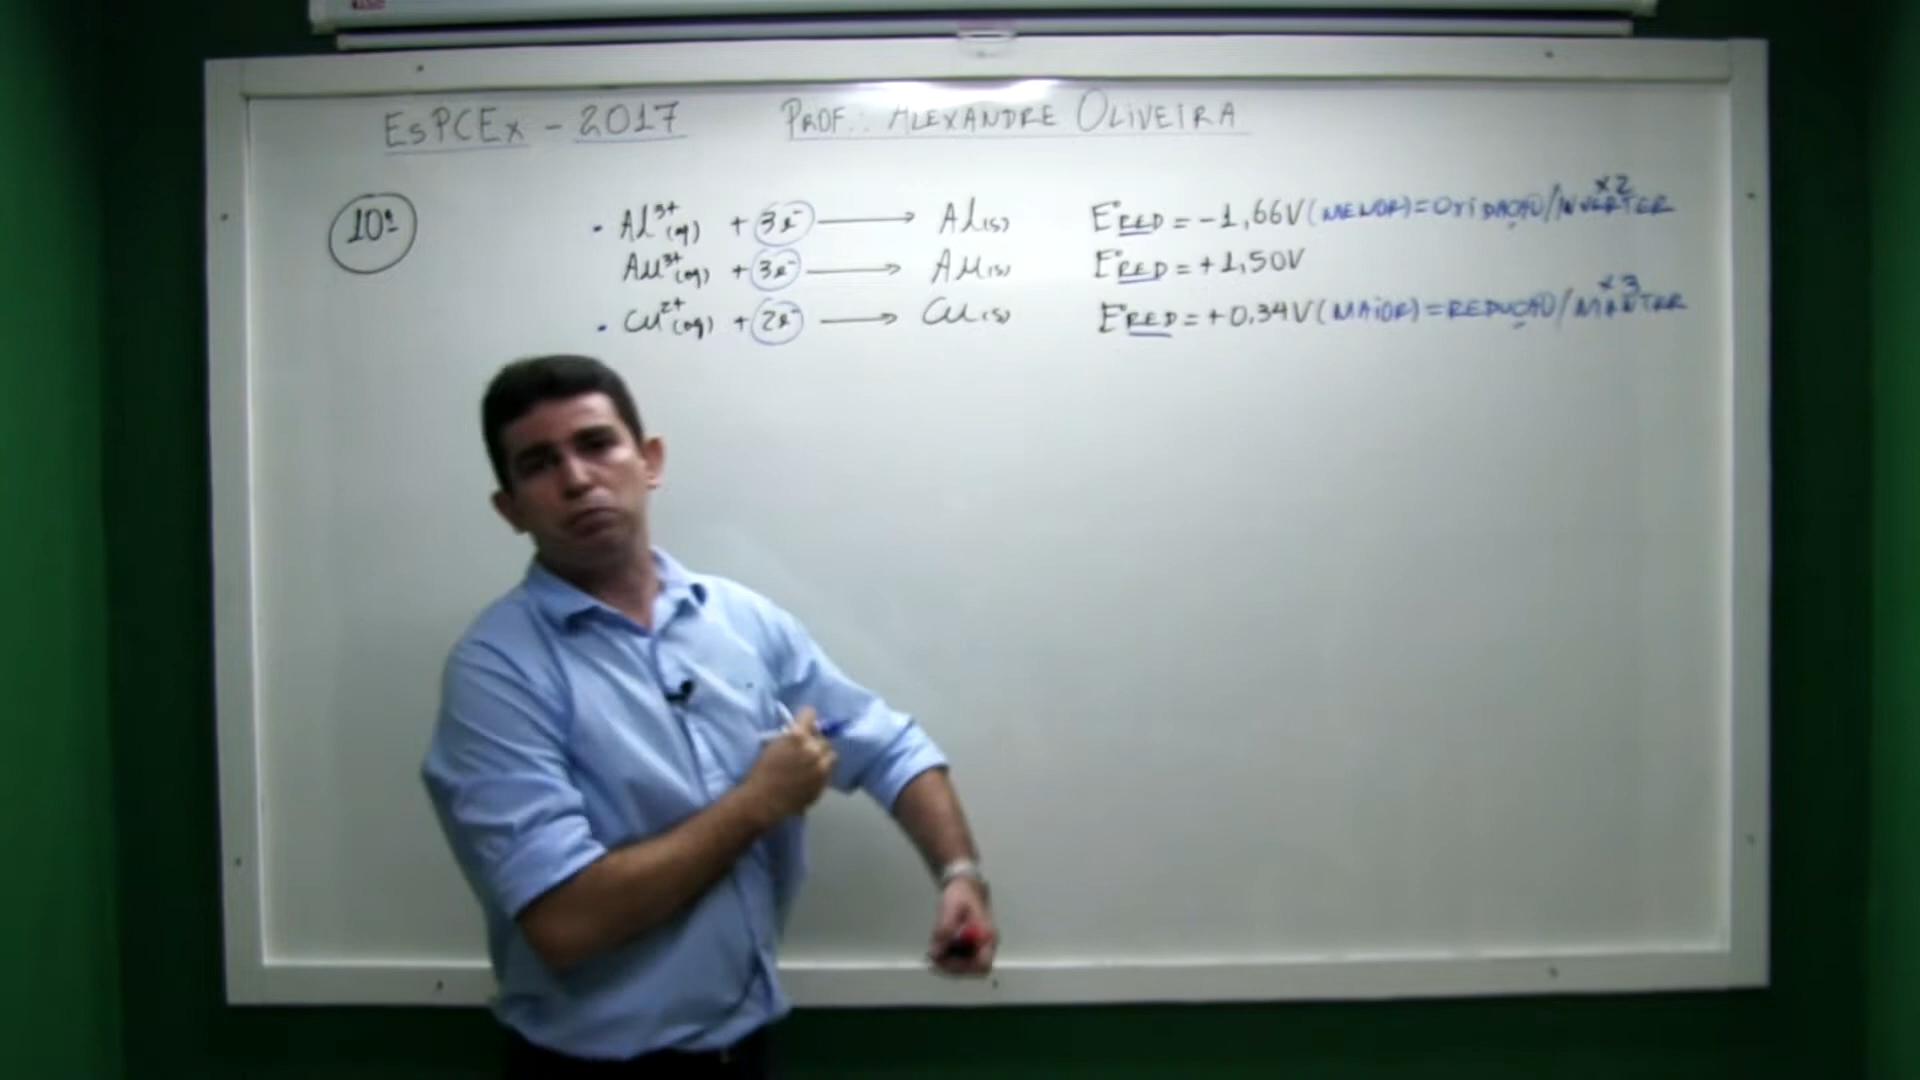 EsPCEx - 2017 PROF.: ALEXANDRE OLIVEIRA
10ª
• Al³⁺(aq) + 3e⁻ ⟶ Al(s) E°RED = -1,66V (MENOR) = OXIDAÇÃO/INVERTER x2
Au³⁺(aq) + 3e⁻ ⟶ Au(s) E°RED = +1,50V
• Cu²⁺(aq) + 2e⁻ ⟶ Cu(s) E°RED = +0,34V (MAIOR) = REDUÇÃO/MANTER x3